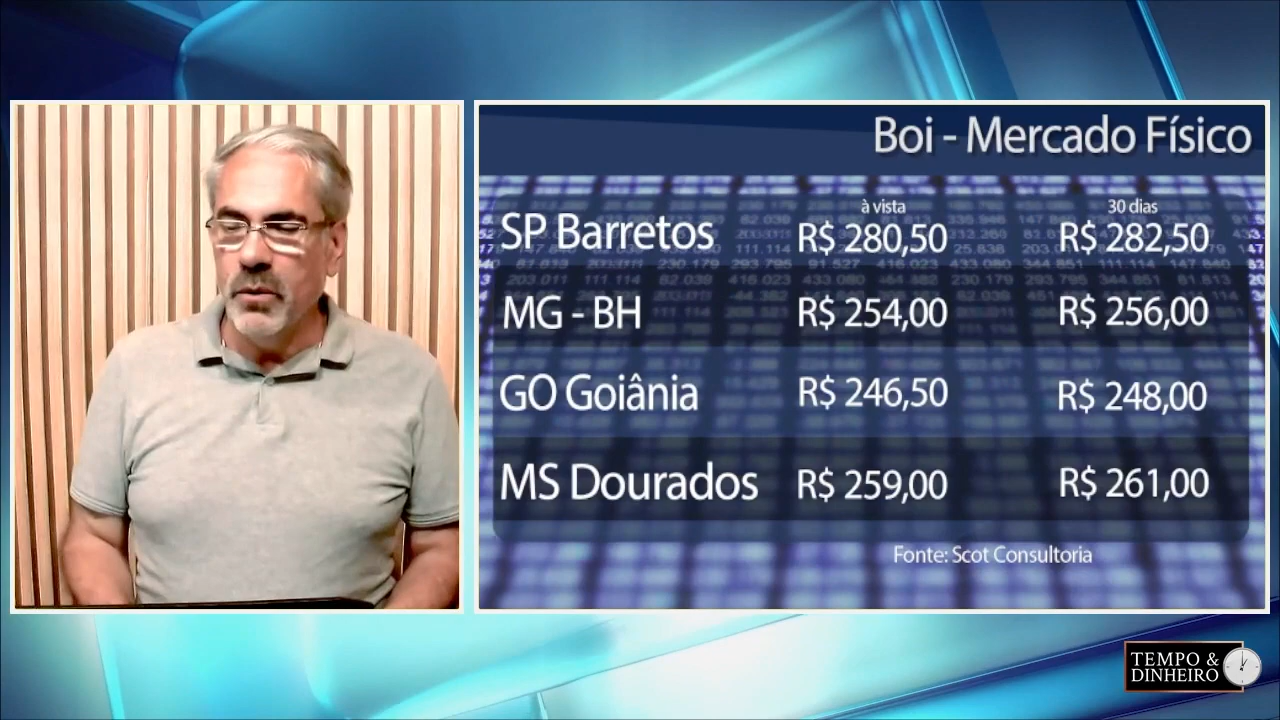 Boi - Mercado Físico
à vista 30 dias
SP Barretos R$ 280,50 R$ 282,50
MG - BH R$ 254,00 R$ 256,00
GO Goiânia R$ 246,50 R$ 248,00
MS Dourados R$ 259,00 R$ 261,00
Fonte: Scot Consultoria
TEMPO &
DINHEIRO